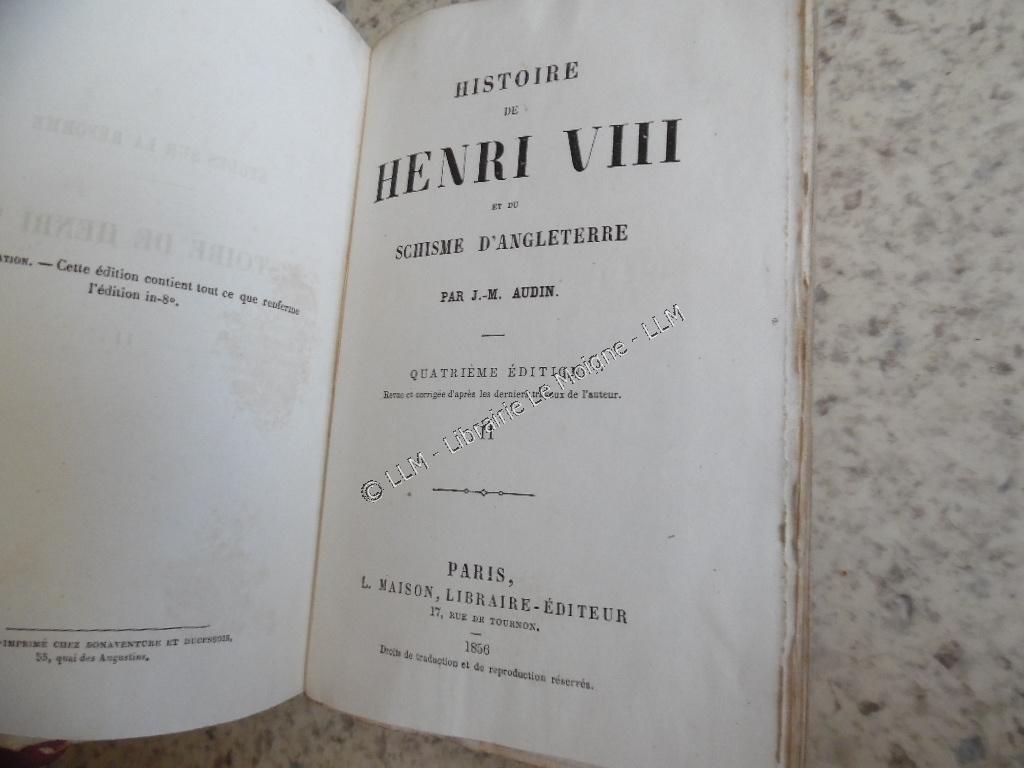 ATION. — Cette édition contient tout ce que renferme
l'édition in-8º.
IMPRIMÉ CHEZ BONAVENTURE ET DUCESSOIS,
55, quai des Augustins.
HISTOIRE
DE
HENRI VIII
ET DU
SCHISME D'ANGLETERRE
PAR J.-M. AUDIN.
QUATRIÈME ÉDITION
Revue et corrigée d'après les derniers travaux de l'auteur.
© LLM - Librairie Le Moigne - LLM
PARIS,
L. MAISON, LIBRAIRE-ÉDITEUR
17, RUE DE TOURNON.
1856
Droits de traduction et de reproduction réservés.